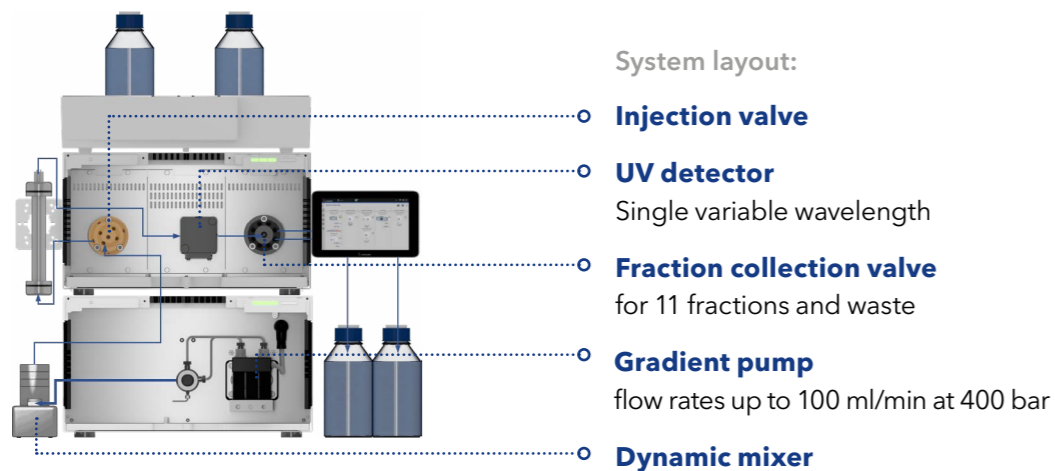 System layout:
Injection valve
UV detector
Single variable wavelength
Fraction collection valve
for 11 fractions and waste
Gradient pump
flow rates up to 100 ml/min at 400 bar
Dynamic mixer